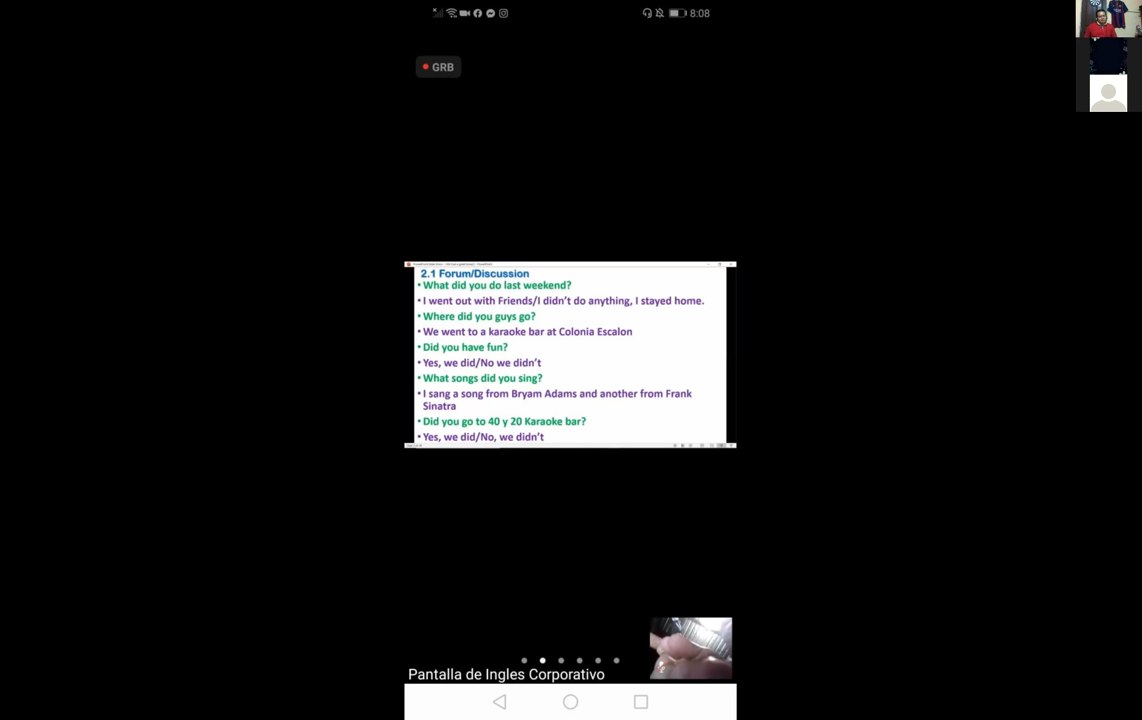 8:08
GRB
2.1 Forum/Discussion
• What did you do last weekend?
• I went out with Friends/I didn't do anything, I stayed home.
• Where did you guys go?
• We went to a karaoke bar at Colonia Escalon
• Did you have fun?
• Yes, we did/No we didn't
• What songs did you sing?
• I sang a song from Bryam Adams and another from Frank
Sinatra
• Did you go to 40 y 20 Karaoke bar?
• Yes, we did/No, we didn't
Pantalla de Ingles Corporativo